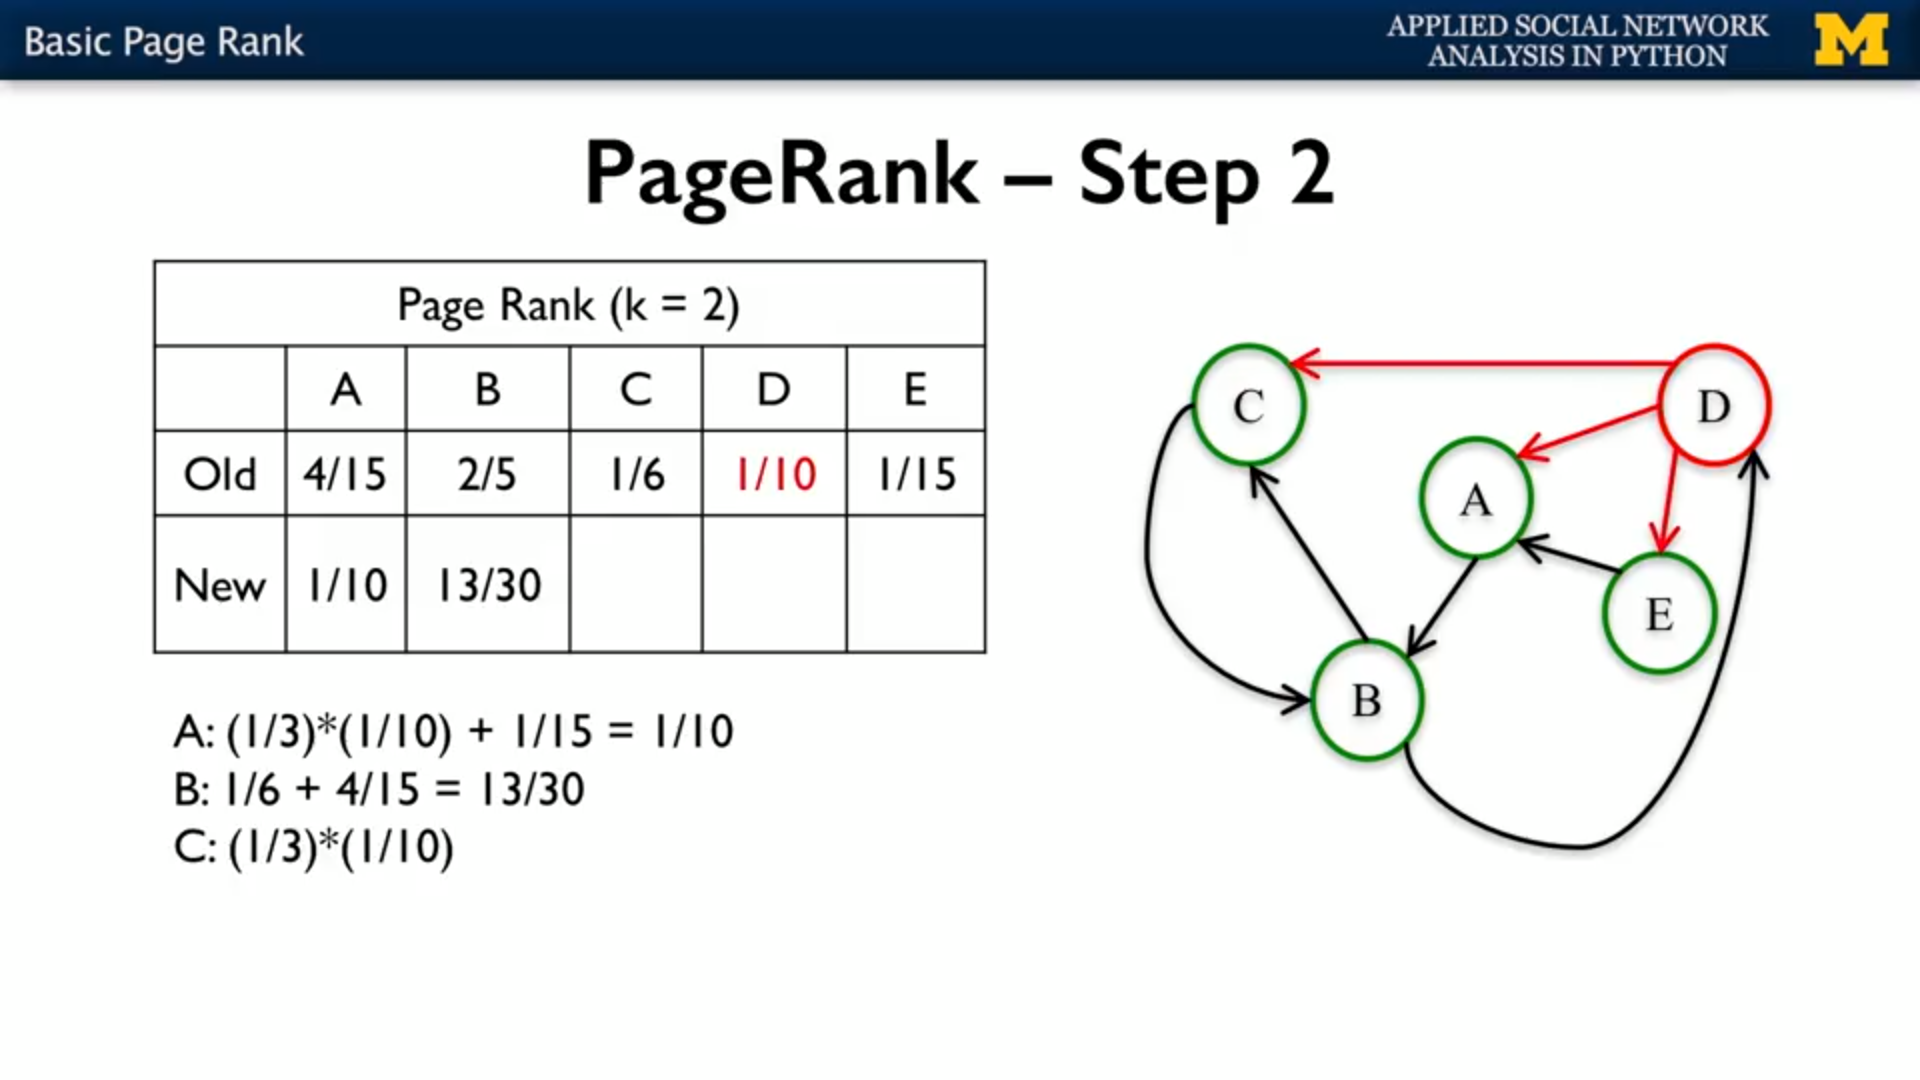 Basic Page Rank
APPLIED SOCIAL NETWORK
ANALYSIS IN PYTHON
M
PageRank – Step 2
Page Rank (k = 2)
A B C D E
Old 4/15 2/5 1/6 1/10 1/15
New 1/10 13/30
A: (1/3)*(1/10) + 1/15 = 1/10
B: 1/6 + 4/15 = 13/30
C: (1/3)*(1/10)
C
D
A
E
B